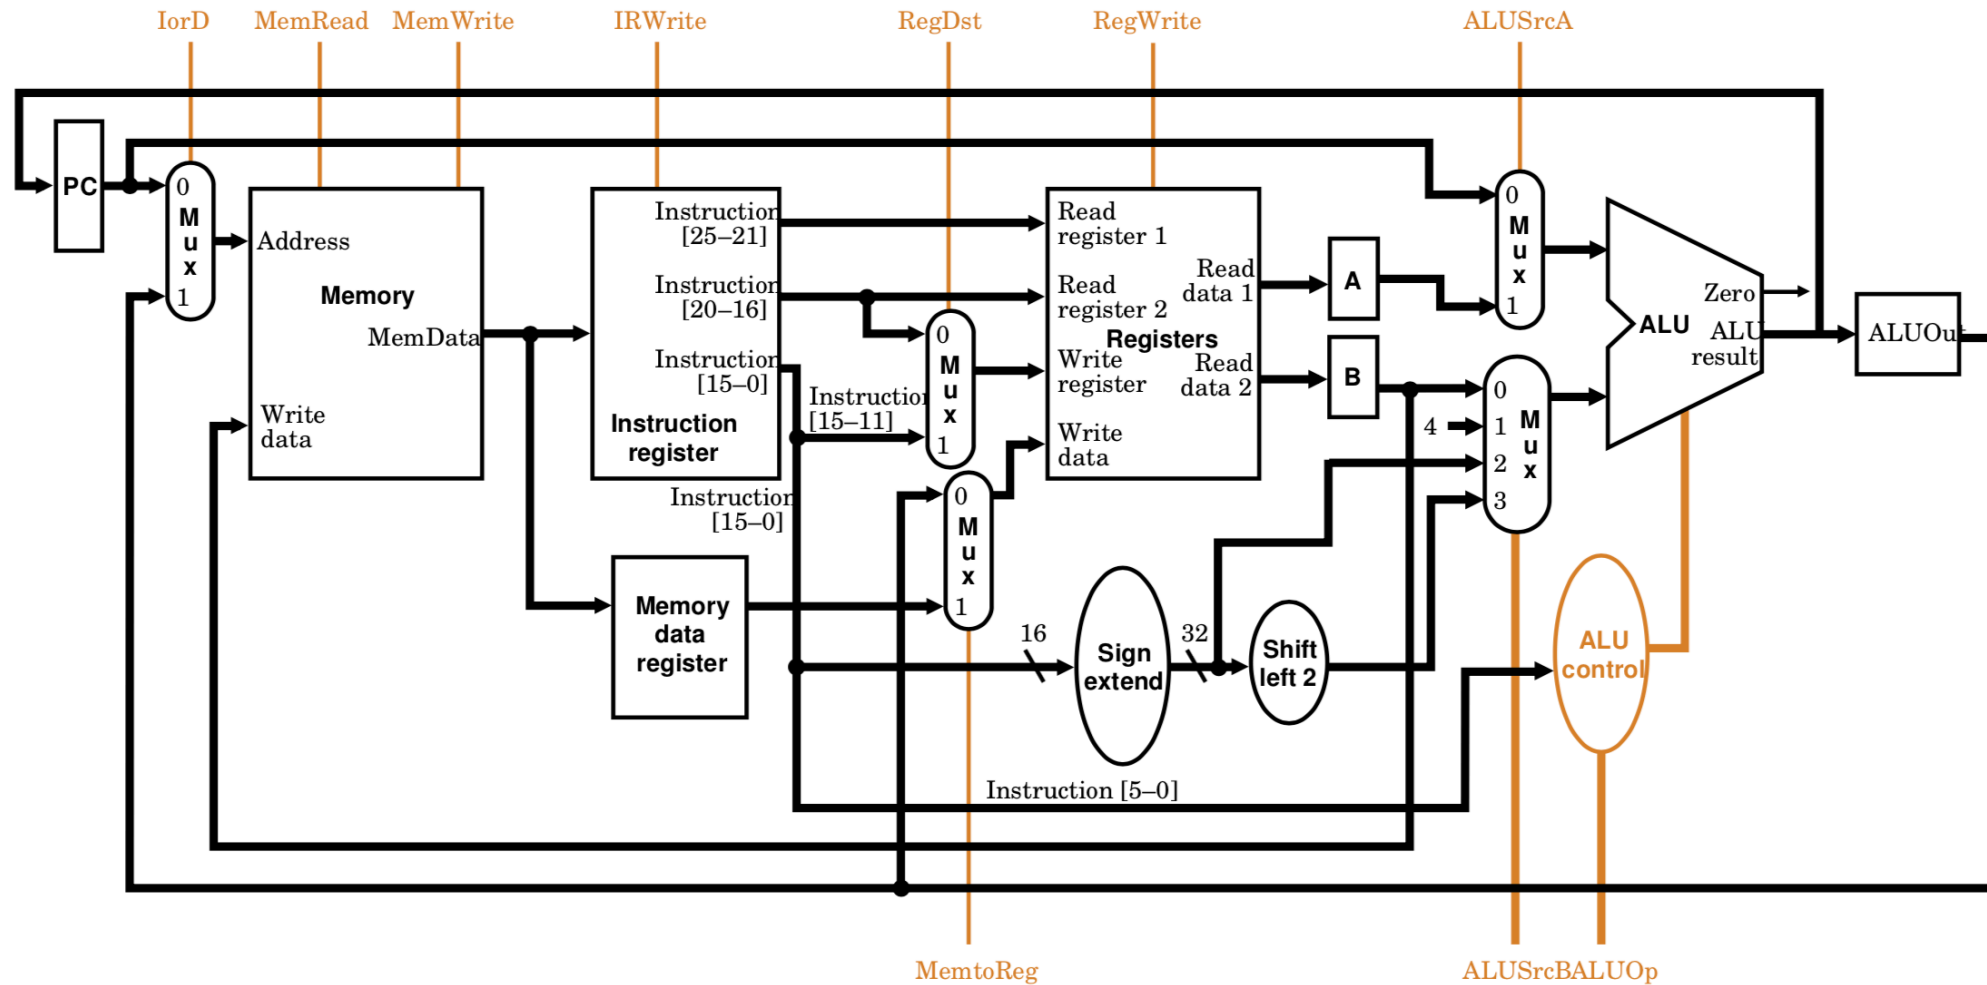 IorD
MemRead
MemWrite
IRWrite
RegDst
RegWrite
ALUSrcA
PC
0
M
u
x
1
Address
Memory
MemData
Write
data
Instruction
[25–21]
Instruction
[20–16]
Instruction
[15–0]
Instruction
register
Instruction
[15–0]
Instruction
[15–11]
0
M
u
x
1
0
M
u
x
1
Memory
data
register
Read
register 1
Read
register 2
Registers
Write
register
Write
data
Read
data 1
Read
data 2
A
B
0
M
u
x
1
4
0
1
2
3
M
u
x
Zero
ALU
ALU
result
ALUOut
16
Sign
extend
32
Shift
left 2
ALU
control
Instruction [5–0]
MemtoReg
ALUSrcB
ALUOp